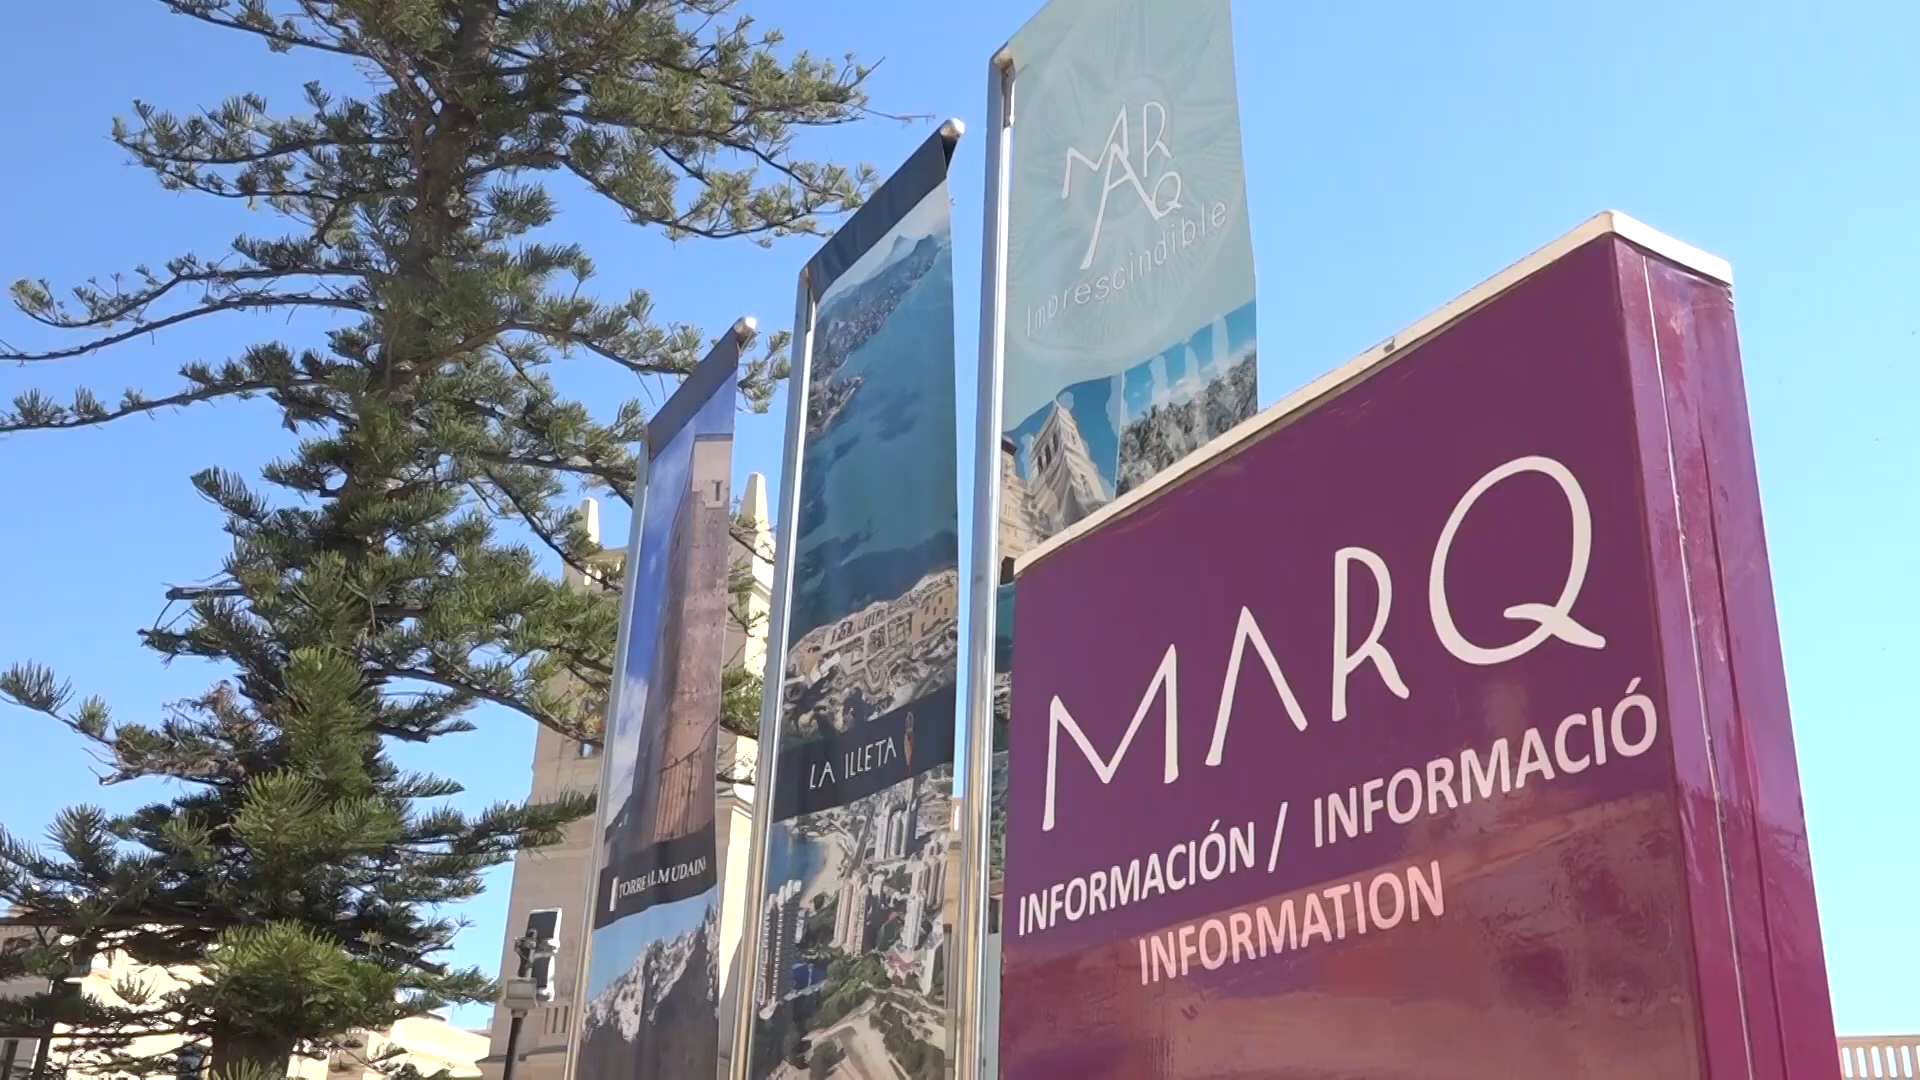 MARQ
Imprescindible
LA ILLETA
TORRE ALMUDAINA
MARQ
INFORMACIÓN / INFORMACIÓ
INFORMATION